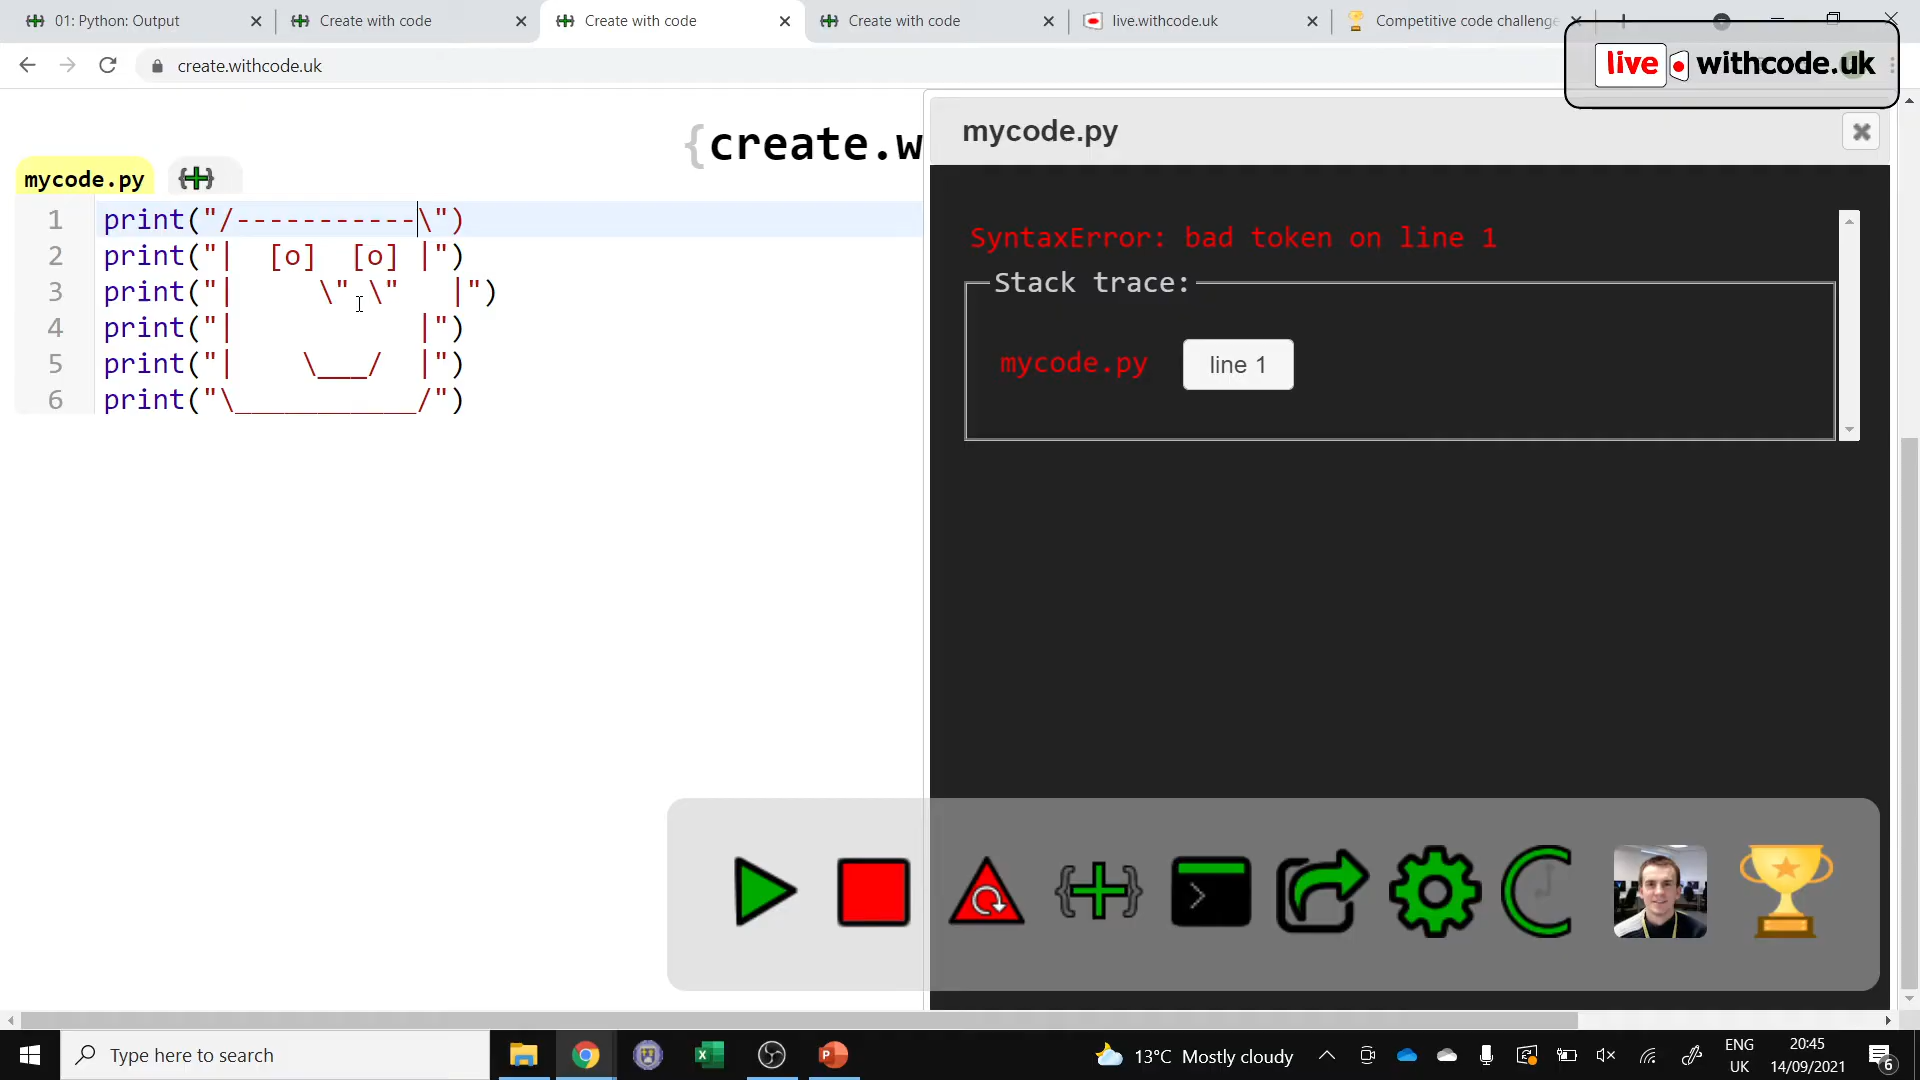 01: Python: Output
Create with code
Create with code
Create with code
live.withcode.uk
Competitive code challenge
create.withcode.uk
live withcode.uk
{create.w
mycode.py
mycode.py
1 print("/-----------\")
2 print("|  [o]  [o] |")
3 print("|     \" \"   |")
4 print("|           |")
5 print("|    \___/  |")
6 print("\___________/")
SyntaxError: bad token on line 1
Stack trace:
mycode.py line 1
Type here to search
13°C Mostly cloudy
ENG
UK
20:45
14/09/2021
6